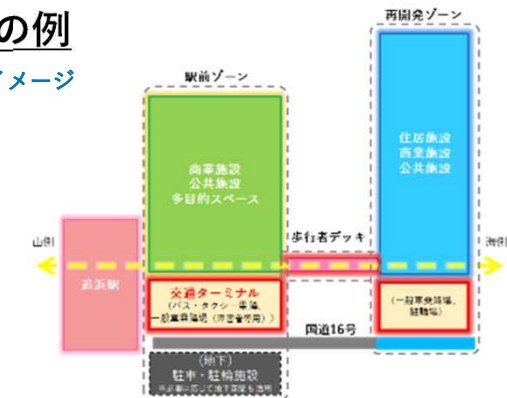 の例
イメージ
再開発ゾーン
駅前ゾーン
商業施設
公共施設
多目的スペース
住居施設
商業施設
公共施設
歩行者デッキ
山側
海側
追浜駅
交通ターミナル
(バス・タクシー乗降、
一般車乗降場(障害者等用))
(一般車乗降場、
駐輪場)
国道16号
(地下)
駐車・駐輪施設